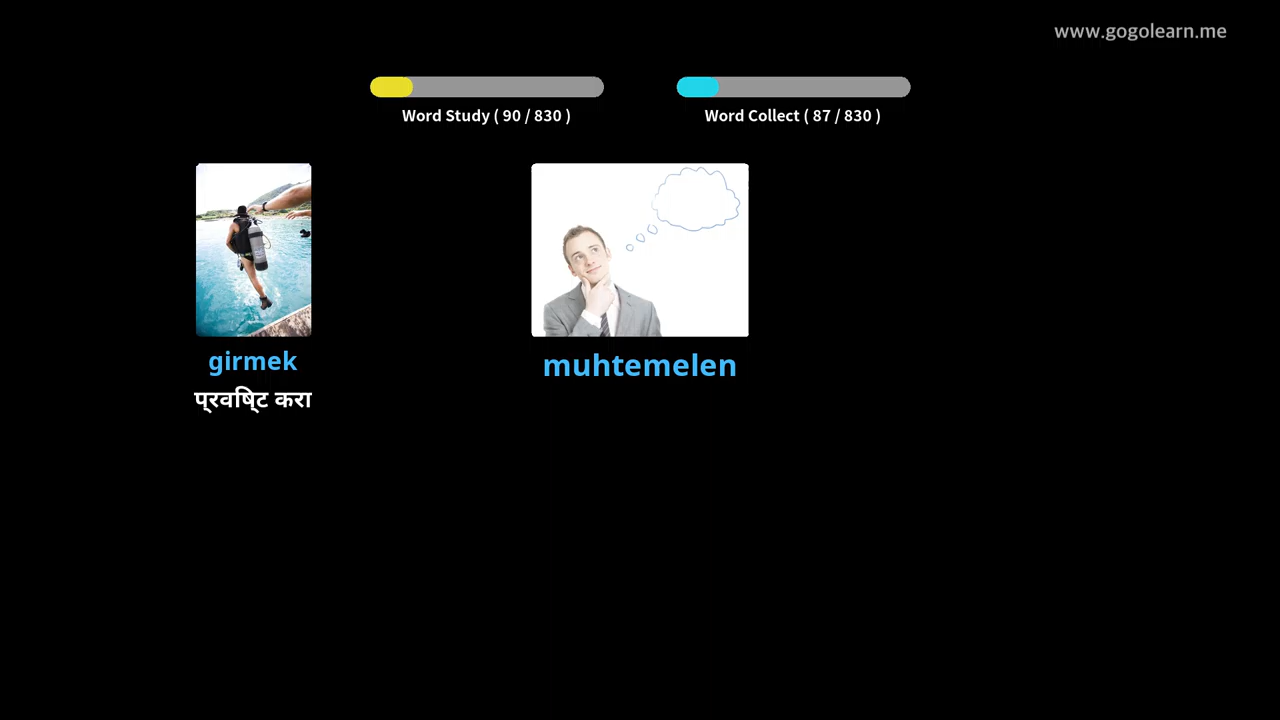 www.gogolearn.me
Word Study ( 90 / 830 )
Word Collect ( 87 / 830 )
girmek
प्रविष्टि करा
muhtemelen